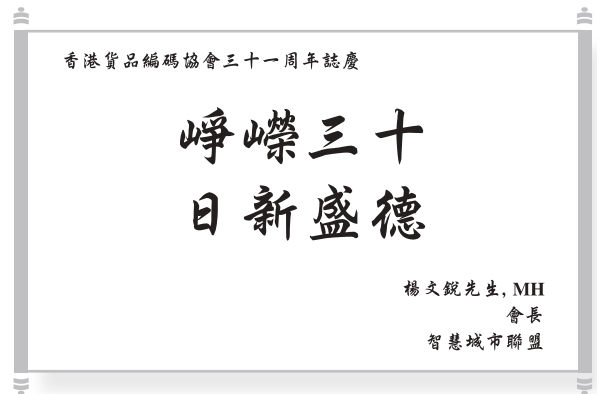 香港貨品編碼協會三十一周年誌慶
崢嶸三十
日新盛德
楊文銳先生, MH
會長
智慧城市聯盟